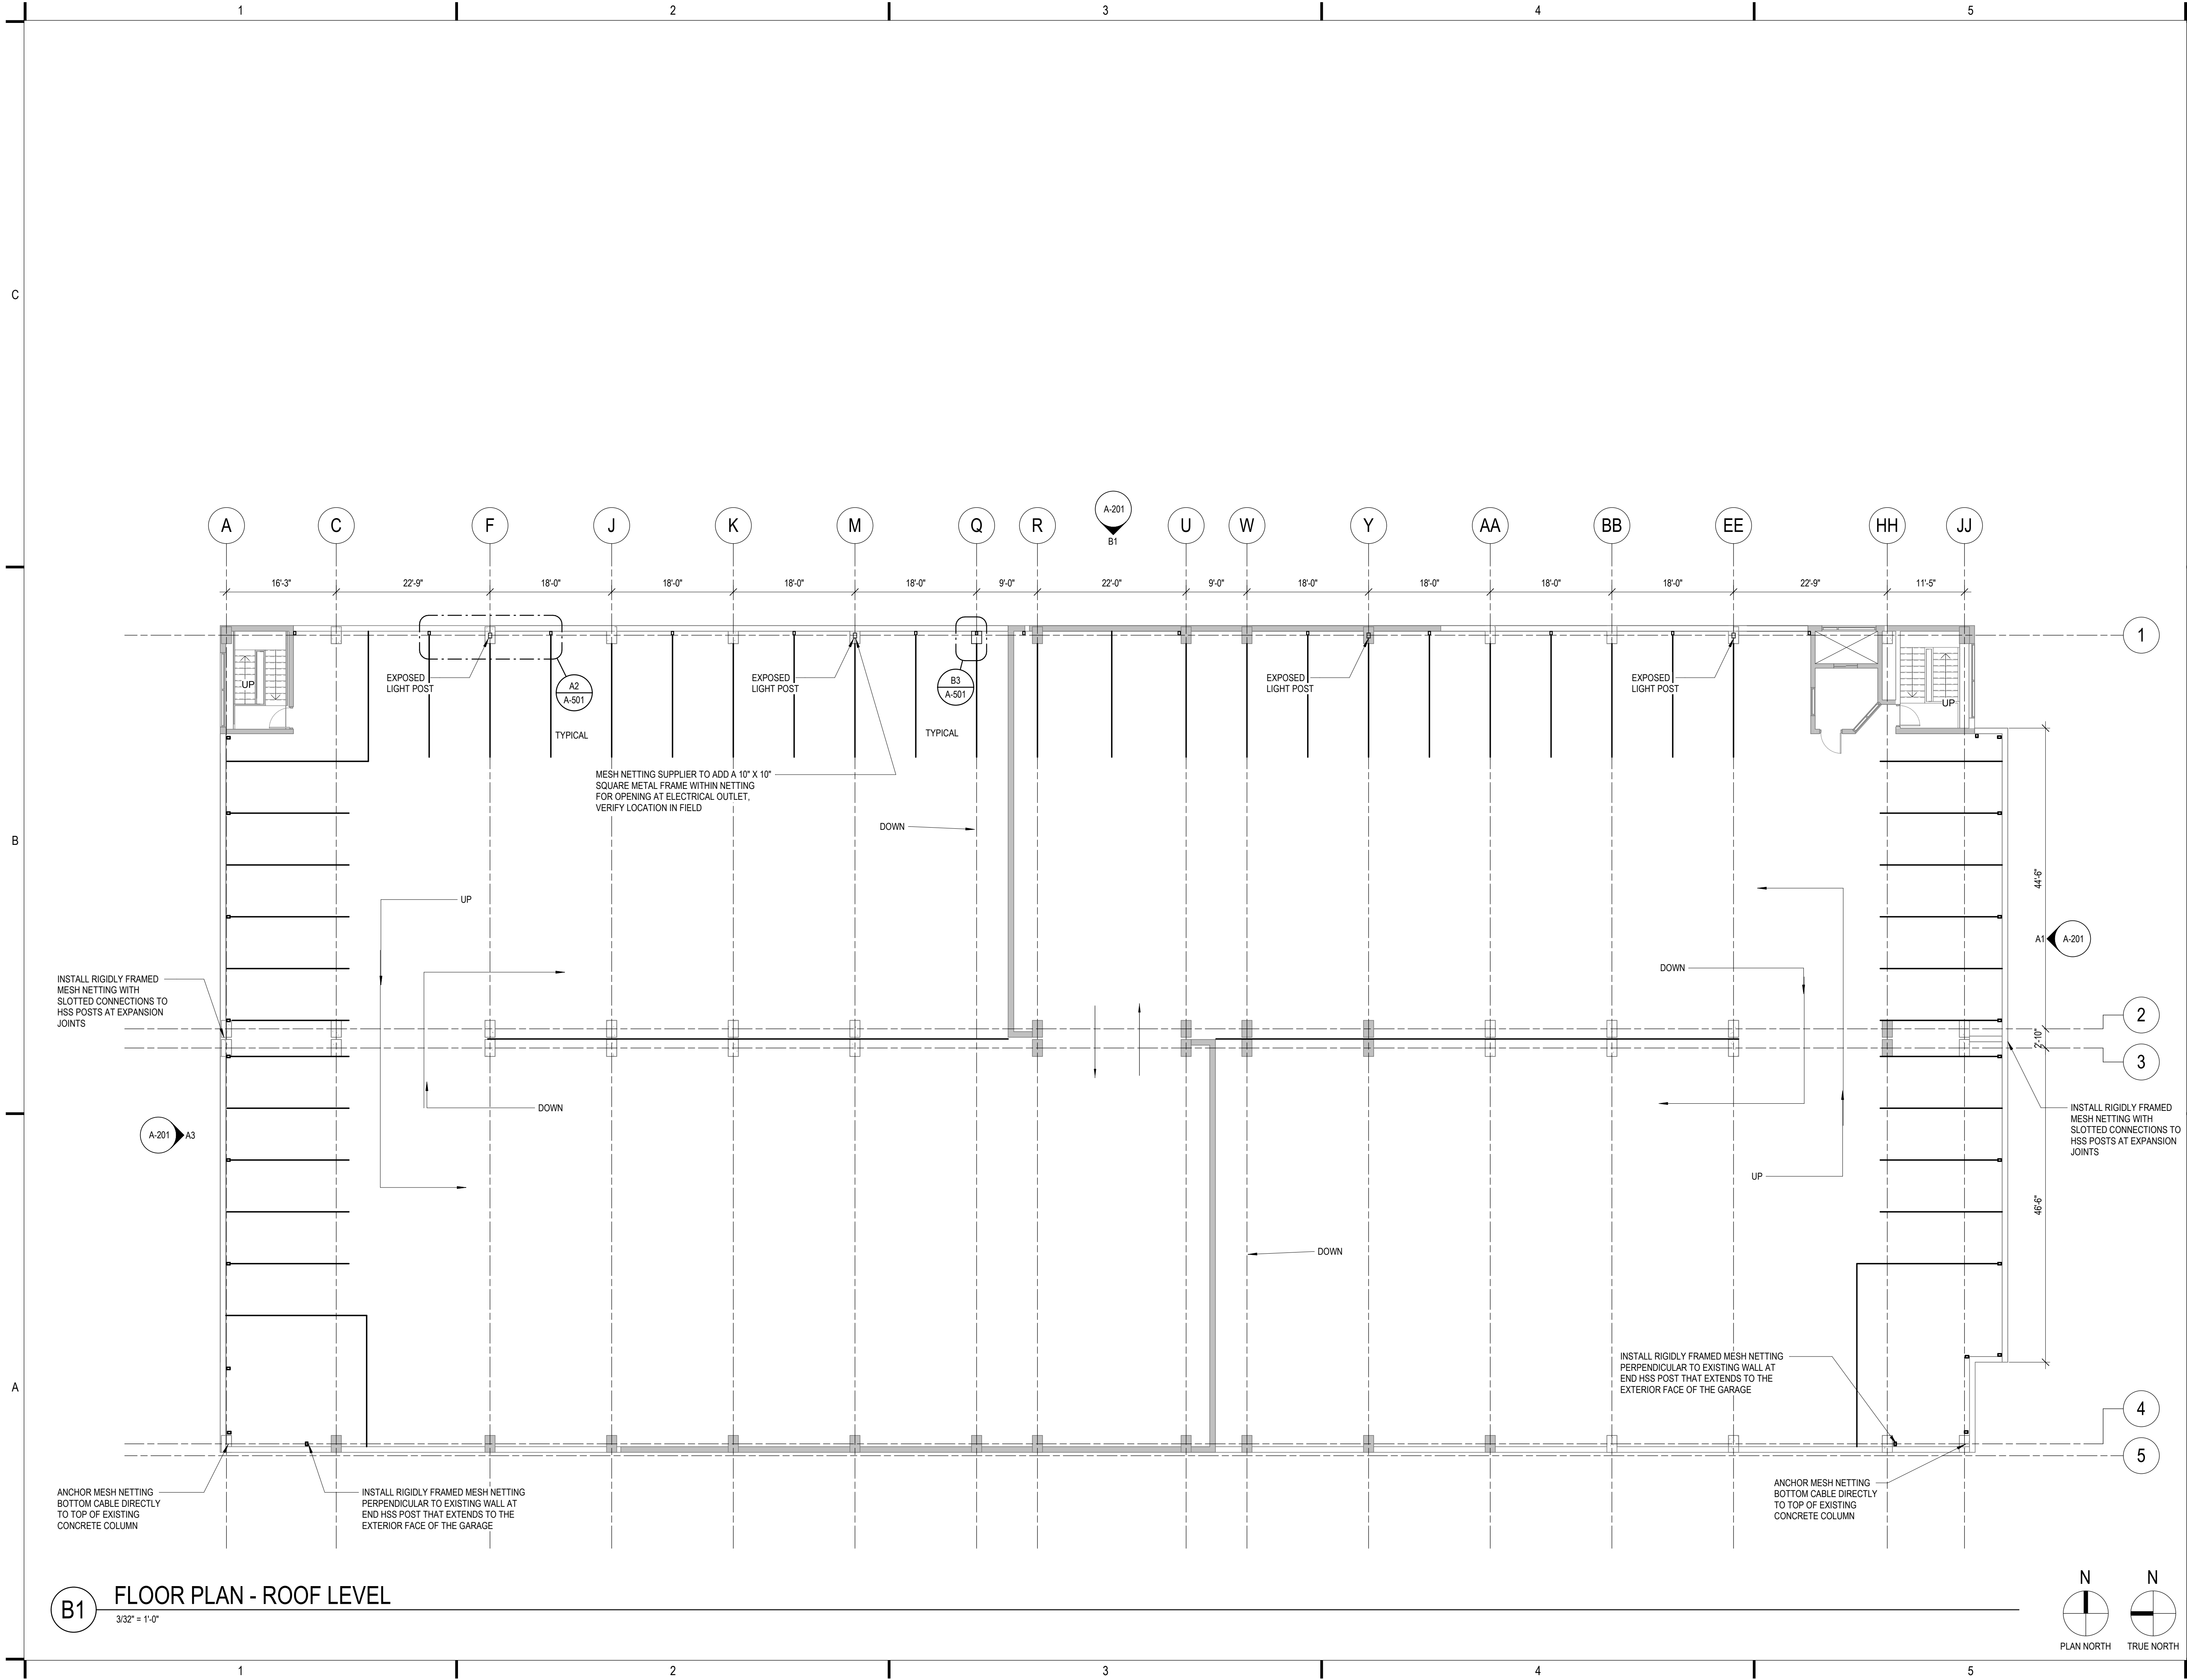 1 2 3 4 5
C
A-201
B1
A C F J K M Q R U W Y AA BB EE HH JJ
16'-3" 22'-9" 18'-0" 18'-0" 18'-0" 18'-0" 9'-0" 22'-0" 9'-0" 18'-0" 18'-0" 18'-0" 18'-0" 22'-9" 11'-5"
1
UP
EXPOSED
LIGHT POST
A2
A-501
TYPICAL
EXPOSED
LIGHT POST
B3
A-501
TYPICAL
EXPOSED
LIGHT POST
EXPOSED
LIGHT POST
UP
MESH NETTING SUPPLIER TO ADD A 10" X 10"
SQUARE METAL FRAME WITHIN NETTING
FOR OPENING AT ELECTRICAL OUTLET,
VERIFY LOCATION IN FIELD
DOWN
B
44'-6"
UP
A1 A-201
DOWN
INSTALL RIGIDLY FRAMED
MESH NETTING WITH
SLOTTED CONNECTIONS TO
HSS POSTS AT EXPANSION
JOINTS
2
2'-10"
3
DOWN
A-201 A3
INSTALL RIGIDLY FRAMED
MESH NETTING WITH
SLOTTED CONNECTIONS TO
HSS POSTS AT EXPANSION
JOINTS
UP
46'-6"
DOWN
INSTALL RIGIDLY FRAMED MESH NETTING
PERPENDICULAR TO EXISTING WALL AT
END HSS POST THAT EXTENDS TO THE
EXTERIOR FACE OF THE GARAGE
A
4
5
ANCHOR MESH NETTING
BOTTOM CABLE DIRECTLY
TO TOP OF EXISTING
CONCRETE COLUMN
INSTALL RIGIDLY FRAMED MESH NETTING
PERPENDICULAR TO EXISTING WALL AT
END HSS POST THAT EXTENDS TO THE
EXTERIOR FACE OF THE GARAGE
ANCHOR MESH NETTING
BOTTOM CABLE DIRECTLY
TO TOP OF EXISTING
CONCRETE COLUMN
B1
FLOOR PLAN - ROOF LEVEL
3/32" = 1'-0"
N N
PLAN NORTH TRUE NORTH
1 2 3 4 5